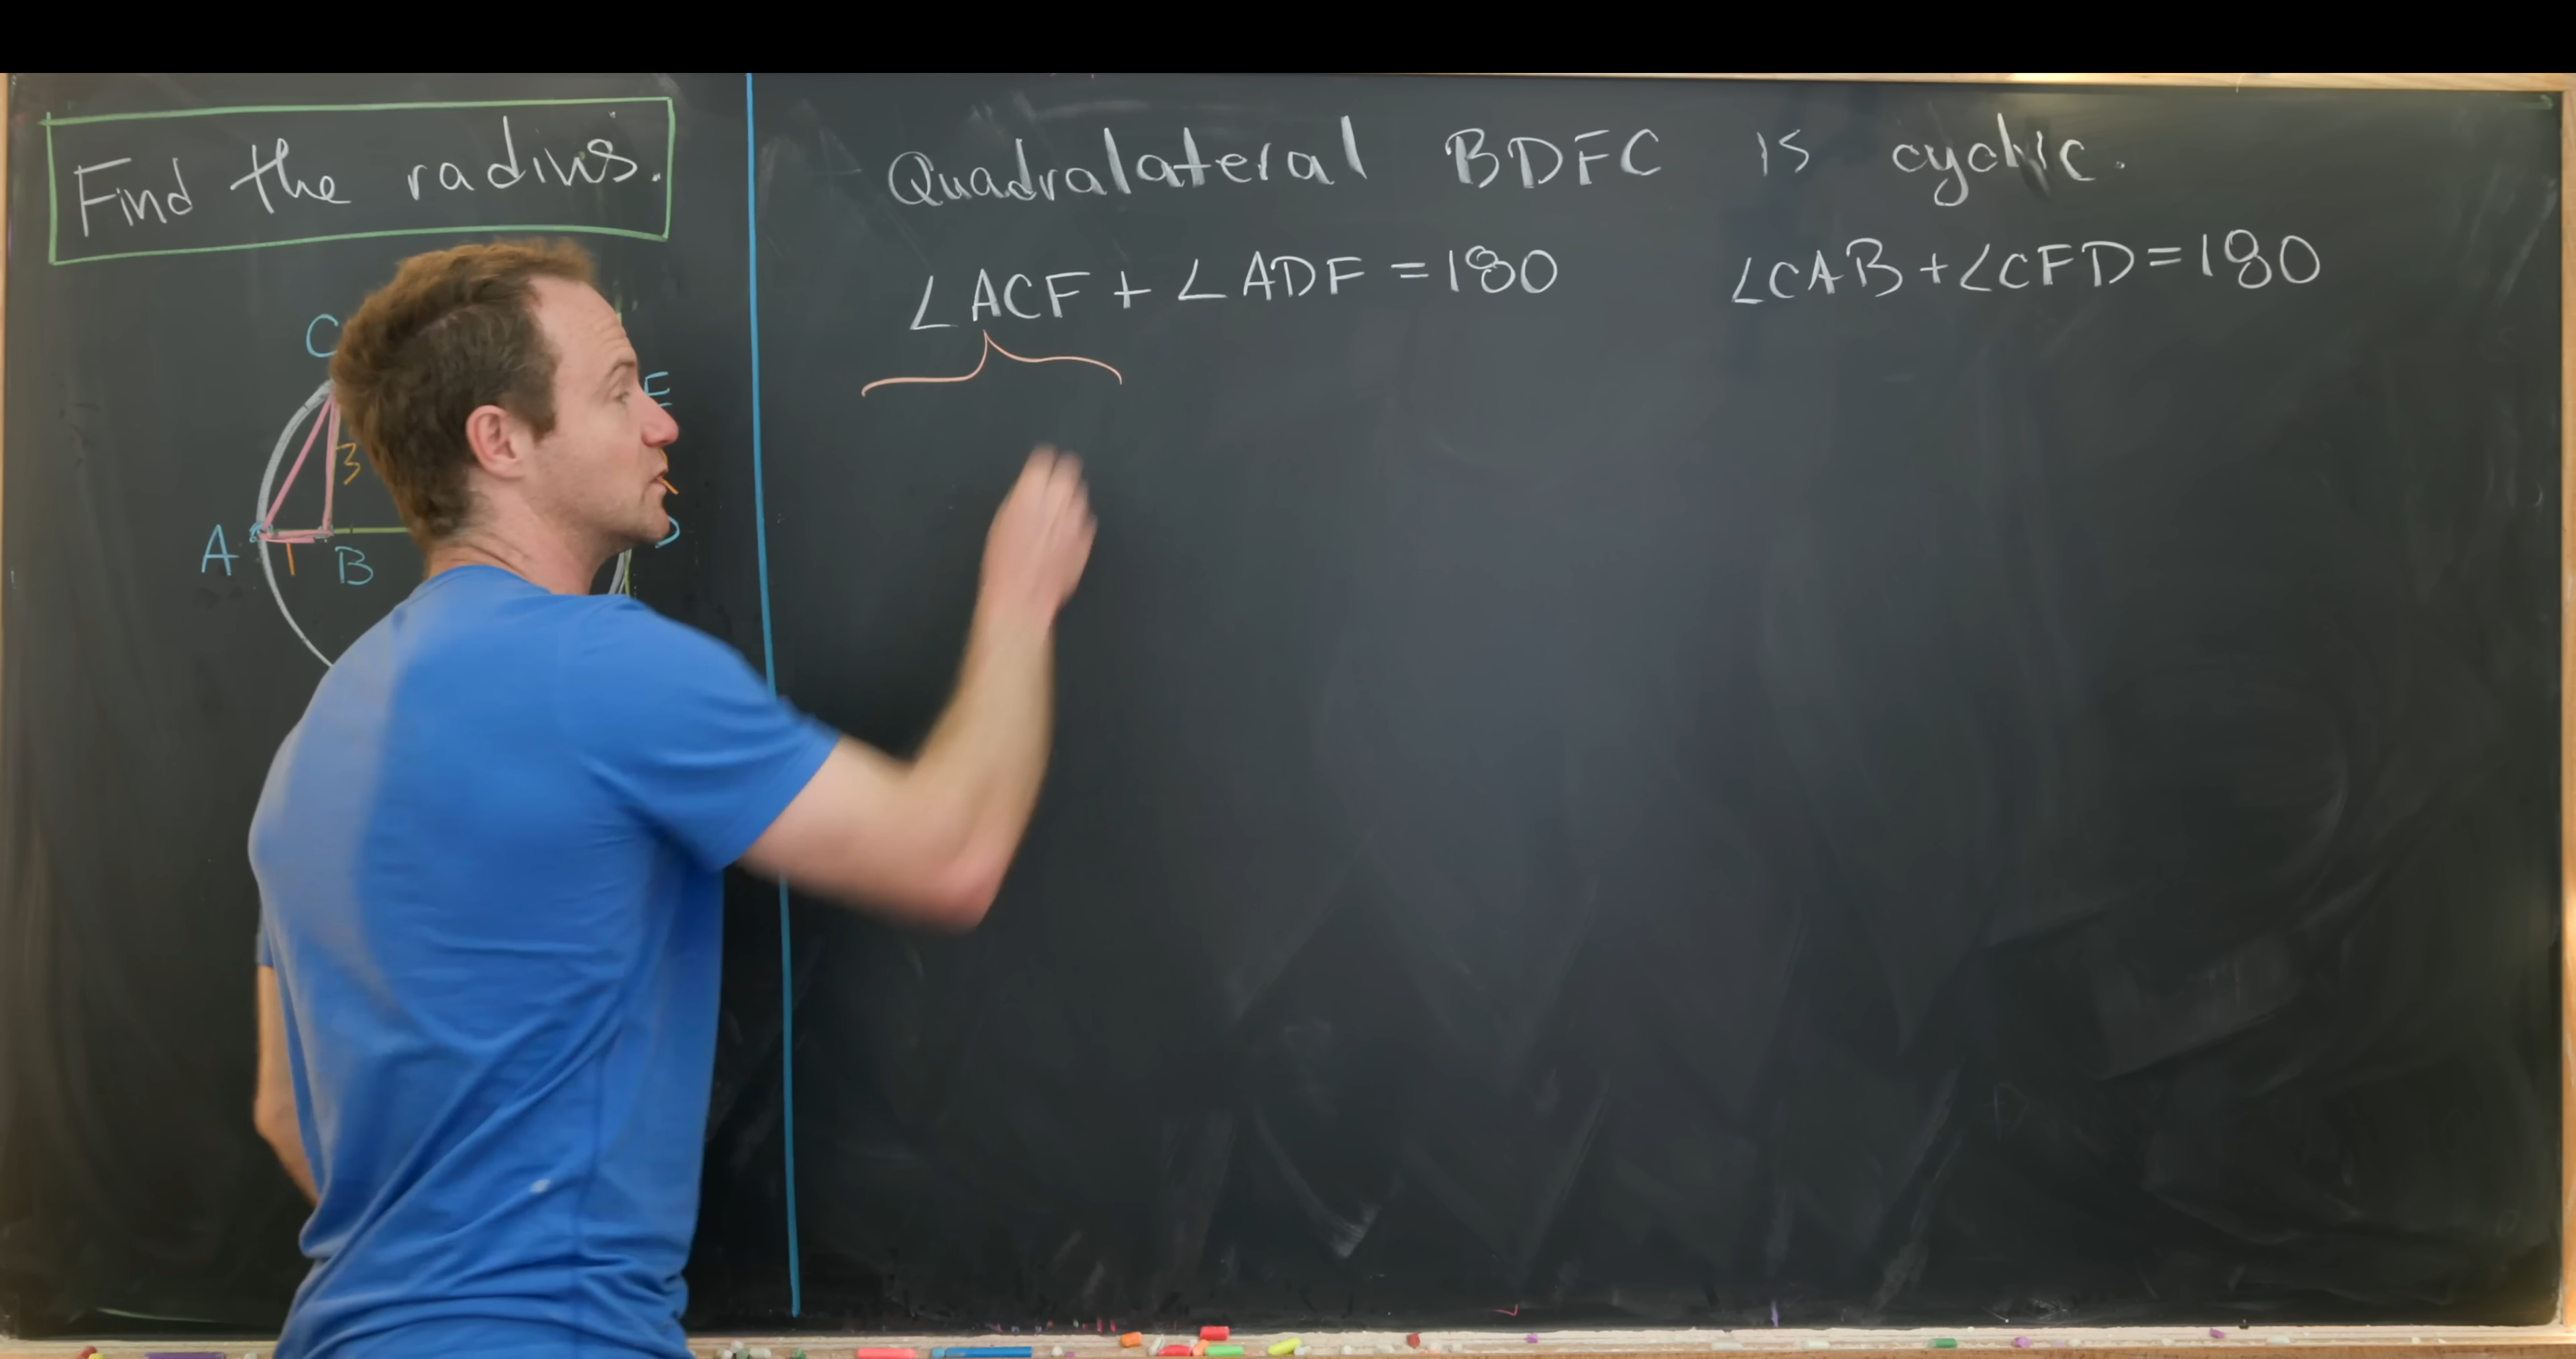 Find the radius.
Quadralateral BDFC is cyclic.
∠ACF + ∠ADF = 180
∠CAB + ∠CFD = 180
C
E
3
A
1
B
D